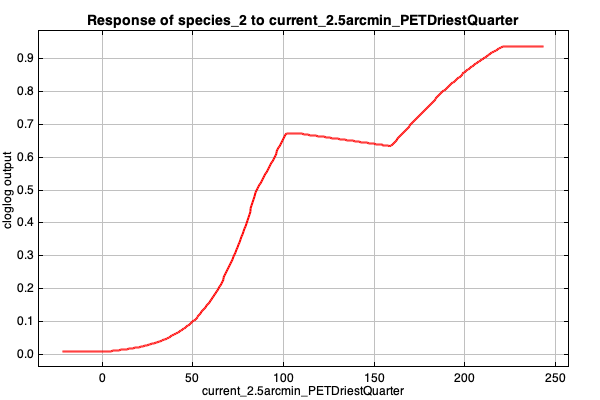 Response of species_2 to current_2.5arcmin_PETDriestQuarter
cloglog output
0.9
0.8
0.7
0.6
0.5
0.4
0.3
0.2
0.1
0.0
0 50 100 150 200 250
current_2.5arcmin_PETDriestQuarter